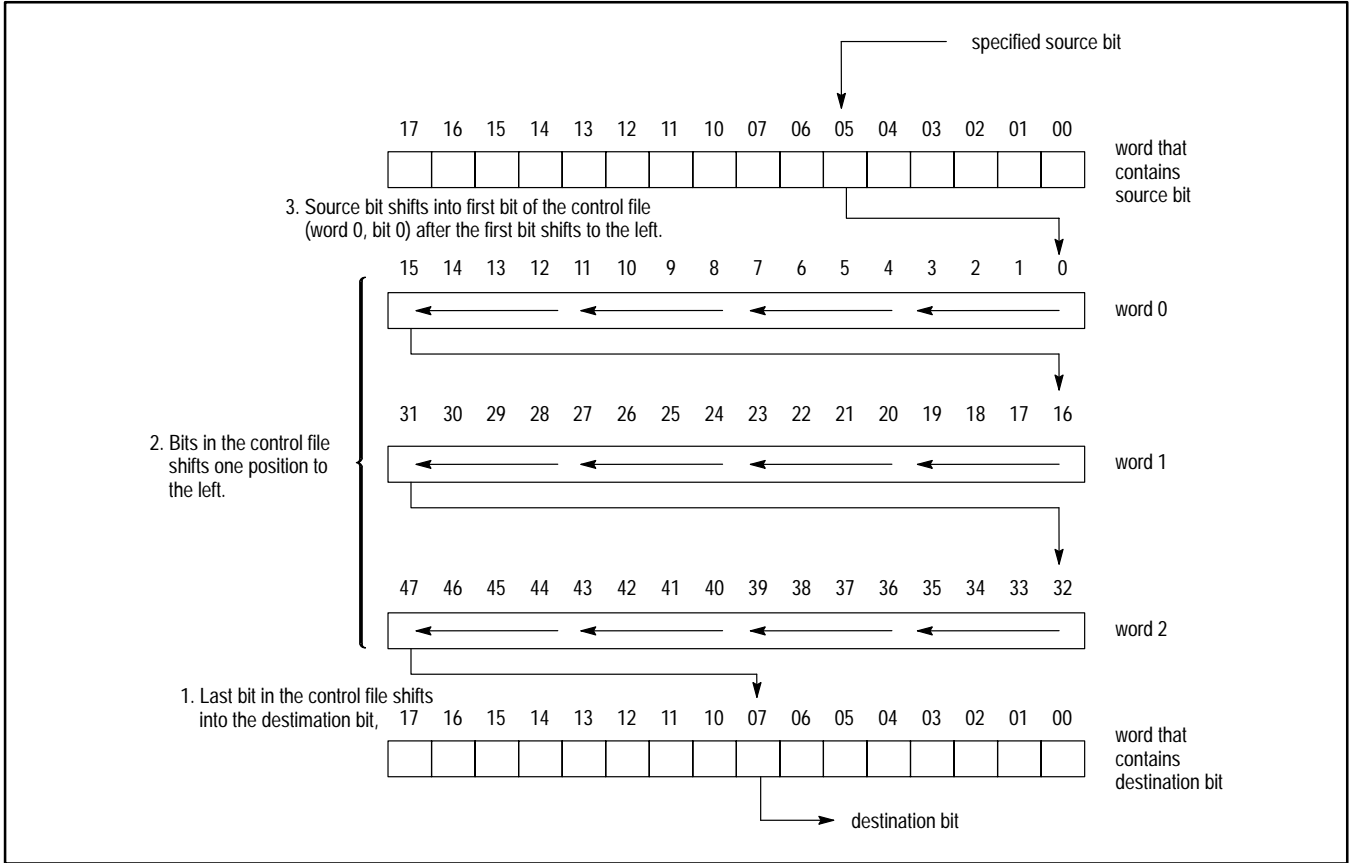 specified source bit
17 16 15 14 13 12 11 10 07 06 05 04 03 02 01 00
word that
contains
source bit
3. Source bit shifts into first bit of the control file
(word 0, bit 0) after the first bit shifts to the left.
15 14 13 12 11 10 9 8 7 6 5 4 3 2 1 0
word 0
31 30 29 28 27 26 25 24 23 22 21 20 19 18 17 16
2. Bits in the control file
shifts one position to
the left.
word 1
47 46 45 44 43 42 41 40 39 38 37 36 35 34 33 32
word 2
1. Last bit in the control file shifts
into the destimation bit,
17 16 15 14 13 12 11 10 07 06 05 04 03 02 01 00
word that
contains
destination bit
destination bit